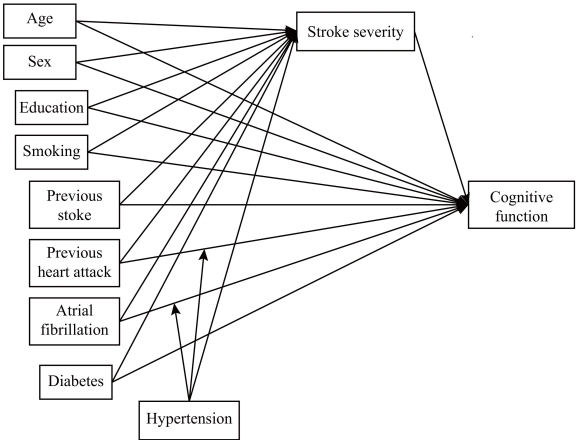 Age
Stroke severity
Sex
Education
Smoking
Previous
stoke
Cognitive
function
Previous
heart attack
Atrial
fibrillation
Diabetes
Hypertension